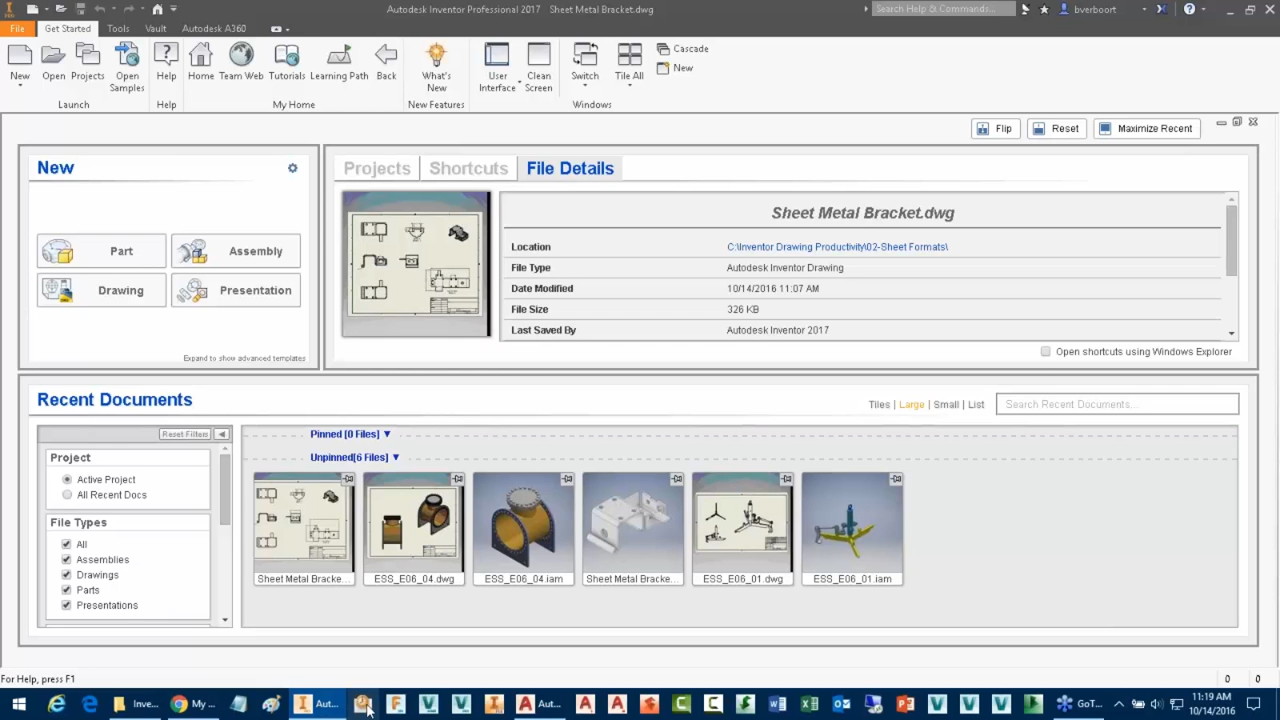 Autodesk Inventor Professional 2017   Sheet Metal Bracket.dwg
Search Help & Commands...
bverboort
File
Get Started
Tools
Vault
Autodesk A360
New
Open
Projects
Open Samples
Help
Home
Team Web
Tutorials
Learning Path
Back
What's New
User Interface
Clean Screen
Switch
Tile All
Cascade
New
Launch
Help
My Home
New Features
Windows
Flip
Reset
Maximize Recent
New
Part
Assembly
Drawing
Presentation
Expand to show advanced templates
Projects
Shortcuts
File Details
Sheet Metal Bracket.dwg
Location C:\Inventor Drawing Productivity\02-Sheet Formats\
File Type Autodesk Inventor Drawing
Date Modified 10/14/2016 11:07 AM
File Size 326 KB
Last Saved By Autodesk Inventor 2017
Open shortcuts using Windows Explorer
Recent Documents
Tiles | Large | Small | List
Search Recent Documents...
Reset Filters
Project
Active Project
All Recent Docs
File Types
All
Assemblies
Drawings
Parts
Presentations
Pinned [0 Files]
Unpinned[6 Files]
Sheet Metal Bracke...
ESS_E06_04.dwg
ESS_E06_04.iam
Sheet Metal Bracke...
ESS_E06_01.dwg
ESS_E06_01.iam
For Help, press F1
0 0
Inve...
My ...
Aut...
Aut...
GoT...
11:19 AM
10/14/2016